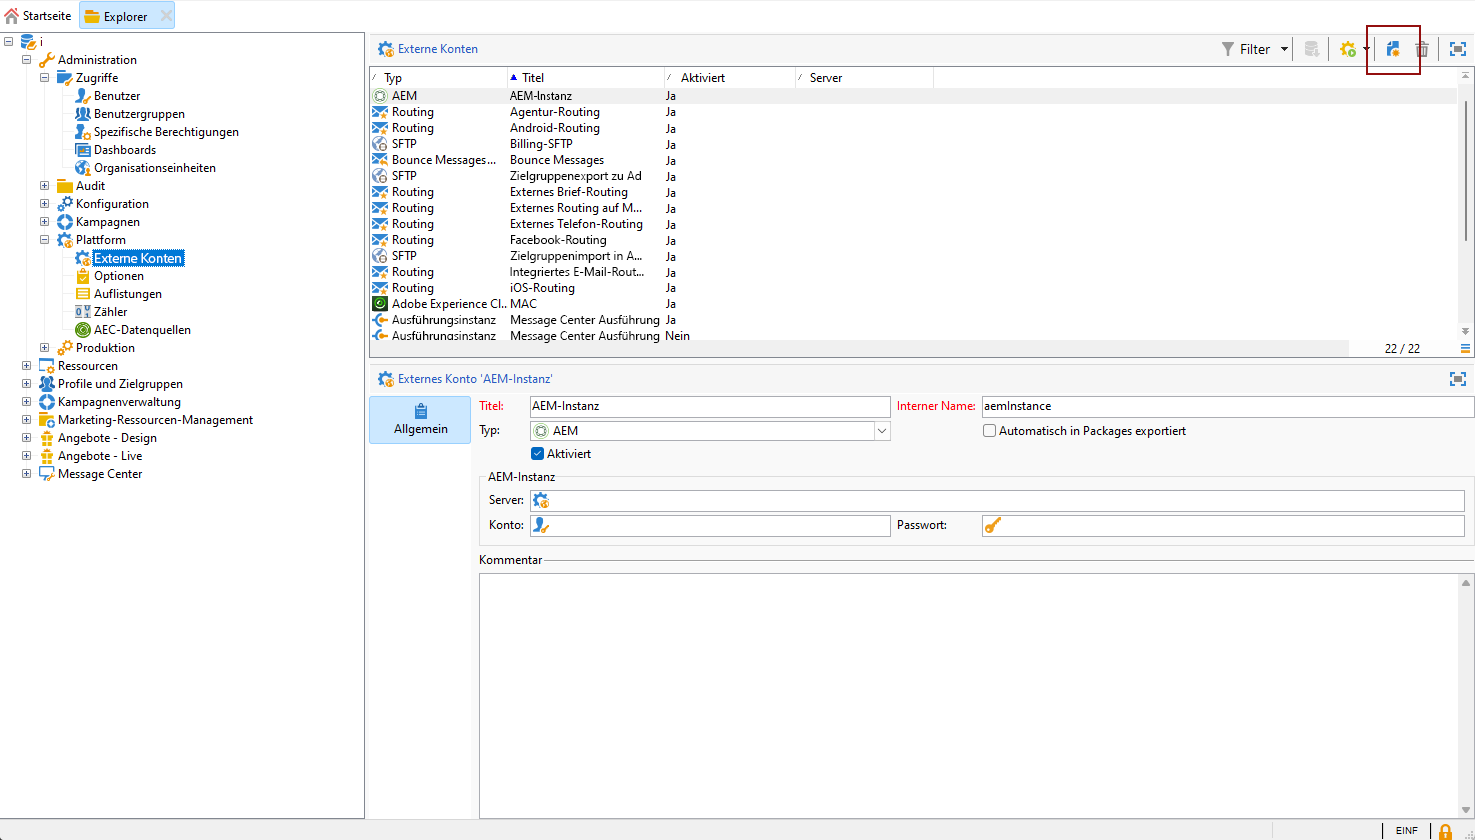 Startseite
Explorer
i
Administration
Zugriffe
Benutzer
Benutzergruppen
Spezifische Berechtigungen
Dashboards
Organisationseinheiten
Audit
Konfiguration
Kampagnen
Plattform
Externe Konten
Optionen
Auflistungen
Zähler
AEC-Datenquellen
Produktion
Ressourcen
Profile und Zielgruppen
Kampagnenverwaltung
Marketing-Ressourcen-Management
Angebote - Design
Angebote - Live
Message Center
Externe Konten Filter
Typ Titel Aktiviert Server
AEM AEM-Instanz Ja
Routing Agentur-Routing Ja
Routing Android-Routing Ja
SFTP Billing-SFTP Ja
Bounce Messages... Bounce Messages Ja
SFTP Zielgruppenexport zu Ad Ja
Routing Externes Brief-Routing Ja
Routing Externes Routing auf M... Ja
Routing Externes Telefon-Routing Ja
Routing Facebook-Routing Ja
SFTP Zielgruppenimport in A... Ja
Routing Integriertes E-Mail-Rout... Ja
Routing iOS-Routing Ja
Adobe Experience Cl.. MAC Ja
Ausführungsinstanz Message Center Ausführung Ja
Ausführungsinstanz Message Center Ausführung Nein
22 / 22
Externes Konto 'AEM-Instanz'
Allgemein
Titel: AEM-Instanz Interner Name: aemInstance
Typ: AEM Automatisch in Packages exportiert
Aktiviert
AEM-Instanz
Server:
Konto: Passwort:
Kommentar
EINF